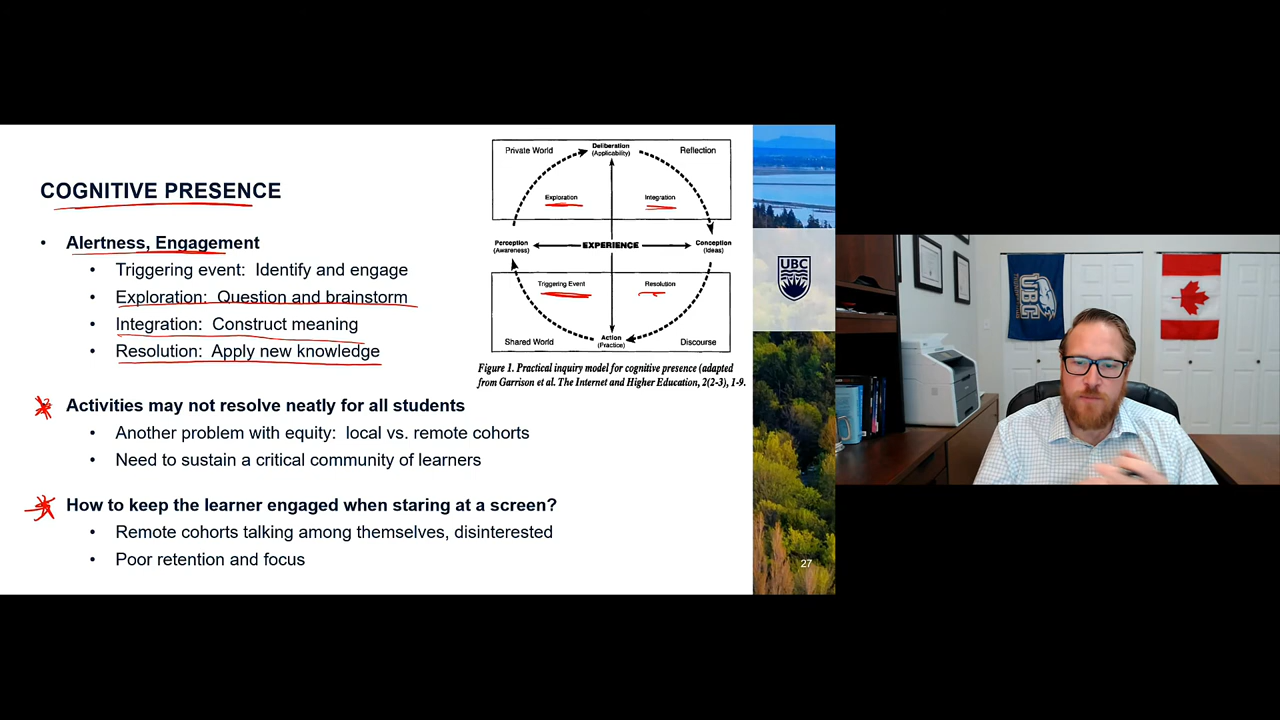 COGNITIVE PRESENCE
• Alertness, Engagement
• Triggering event: Identify and engage
• Exploration: Question and brainstorm
• Integration: Construct meaning
• Resolution: Apply new knowledge
Activities may not resolve neatly for all students
• Another problem with equity: local vs. remote cohorts
• Need to sustain a critical community of learners
How to keep the learner engaged when staring at a screen?
• Remote cohorts talking among themselves, disinterested
• Poor retention and focus
Private World
Deliberation
(Applicability)
Reflection
Exploration
Integration
Perception
(Awareness)
EXPERIENCE
Conception
(Ideas)
Triggering Event
Resolution
Shared World
Action
(Practice)
Discourse
Figure 1. Practical inquiry model for cognitive presence (adapted
from Garrison et al. The Internet and Higher Education, 2(2-3), 1-9.
UBC
27
UBC